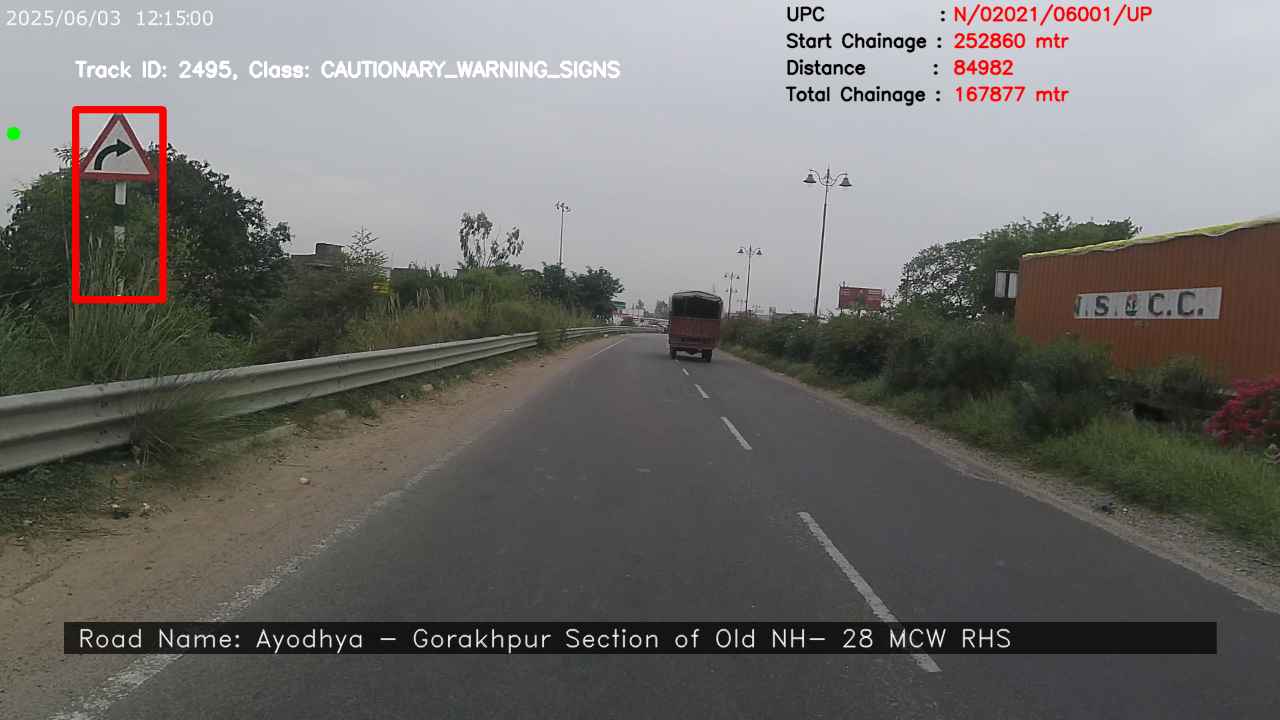 2025/06/03 12:15:00
UPC : N/02021/06001/UP
Start Chainage : 252860 mtr
Distance : 84982
Total Chainage : 167877 mtr
Track ID: 2495, Class: CAUTIONARY_WARNING_SIGNS
S. & C.C.
Road Name: Ayodhya - Gorakhpur Section of Old NH- 28 MCW RHS